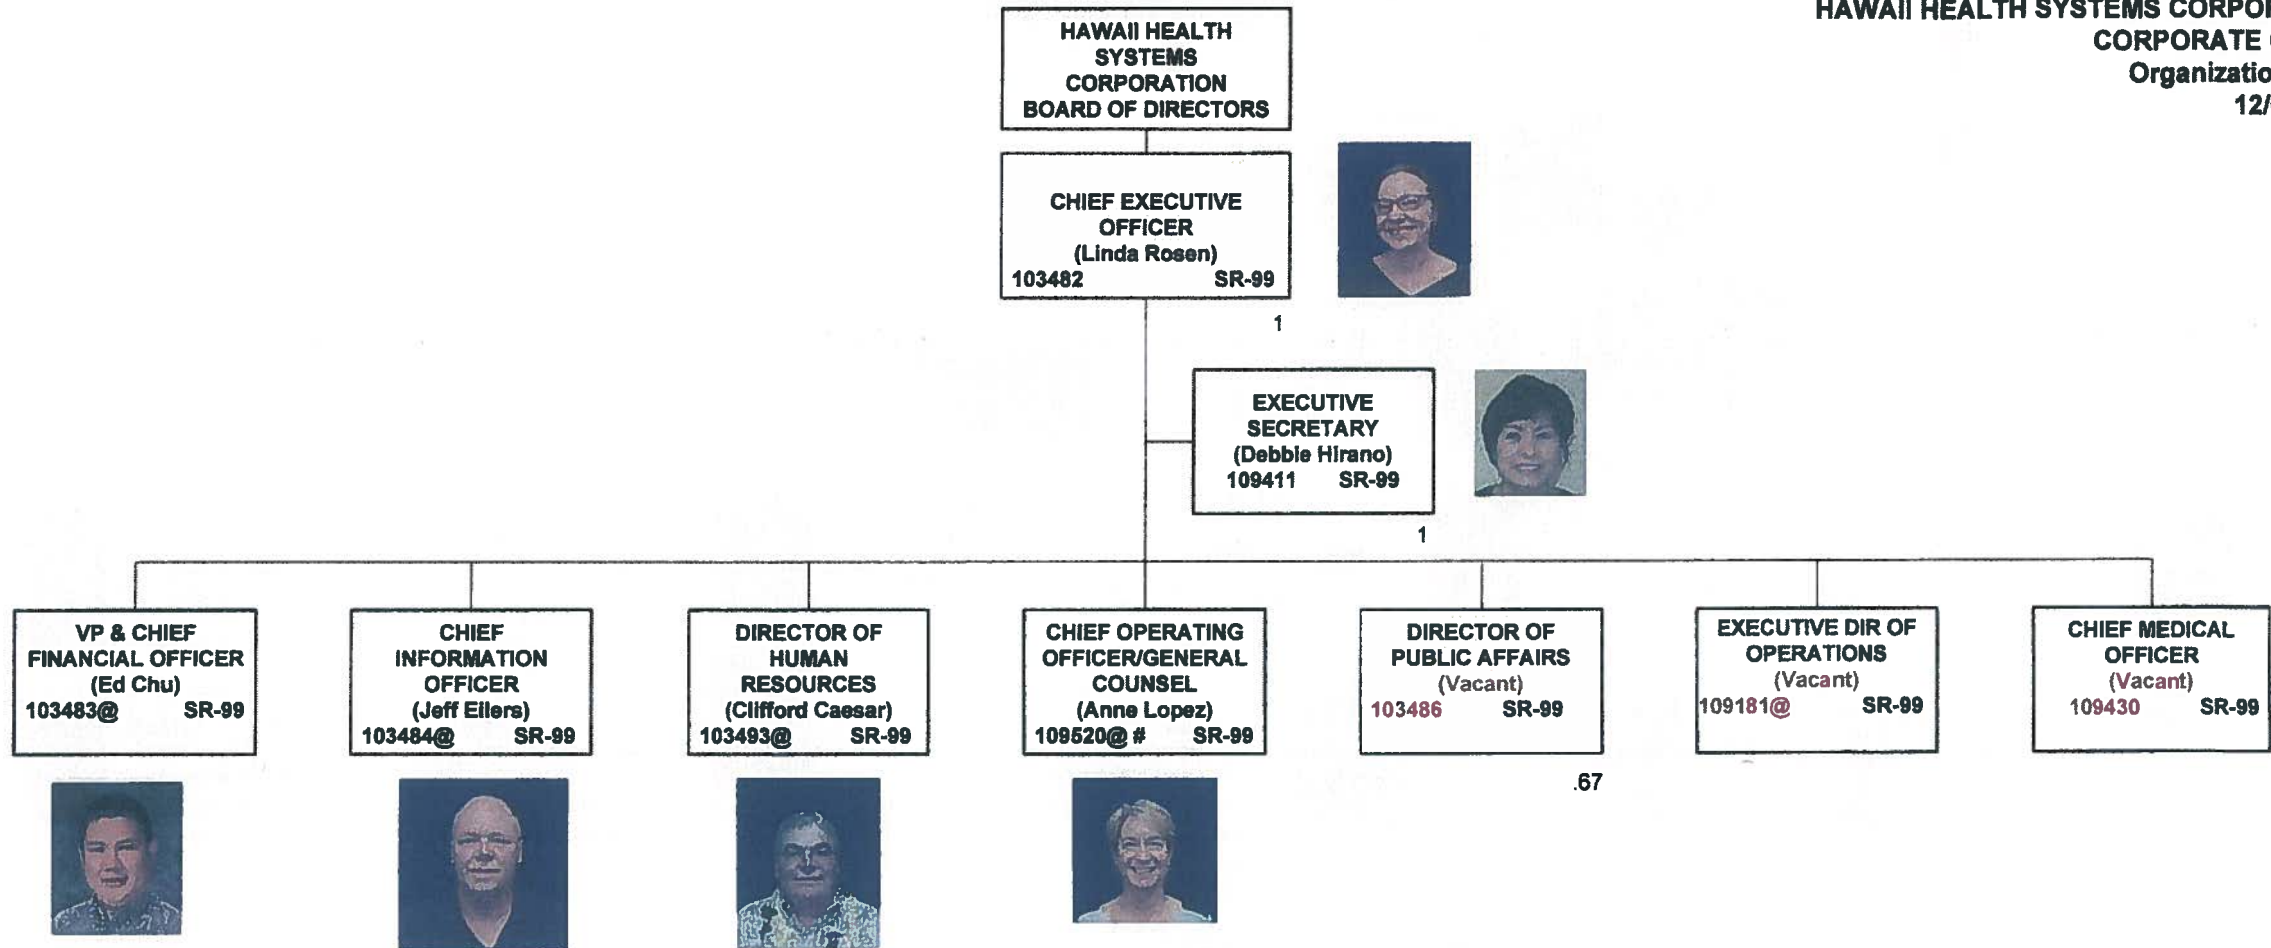 HAWAII HEALTH SYSTEMS
CORPORATE
Organizatio
12/
HAWAII HEALTH
SYSTEMS
CORPORATION
BOARD OF DIRECTORS
CHIEF EXECUTIVE
OFFICER
(Linda Rosen)
103482 SR-99
1
EXECUTIVE
SECRETARY
(Debbie Hirano)
109411 SR-99
1
VP & CHIEF
FINANCIAL OFFICER
(Ed Chu)
103483@ SR-99
CHIEF
INFORMATION
OFFICER
(Jeff Eilers)
103484@ SR-99
DIRECTOR OF
HUMAN
RESOURCES
(Clifford Caesar)
103493@ SR-99
CHIEF OPERATING
OFFICER/GENERAL
COUNSEL
(Anne Lopez)
109520@ # SR-99
DIRECTOR OF
PUBLIC AFFAIRS
(Vacant)
103486 SR-99
.67
EXECUTIVE DIR OF
OPERATIONS
(Vacant)
109181@ SR-99
CHIEF MEDICAL
OFFICER
(Vacant)
109430 SR-99